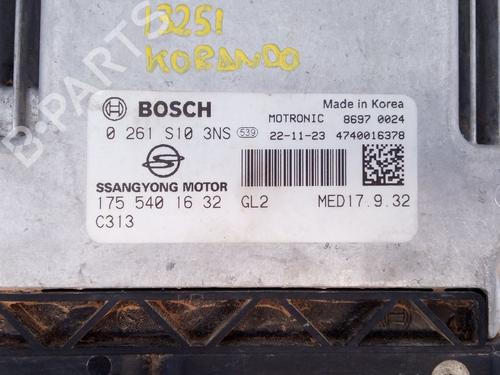 13251
KORANDO
BOSCH
Made in Korea
MOTRONIC 8697 0024
0 261 S10 3NS 539 22-11-23 4740016378
SSANGYONG MOTOR
175 540 16 32 GL2 MED17.9.32
C313
BOSCH
B-Parts